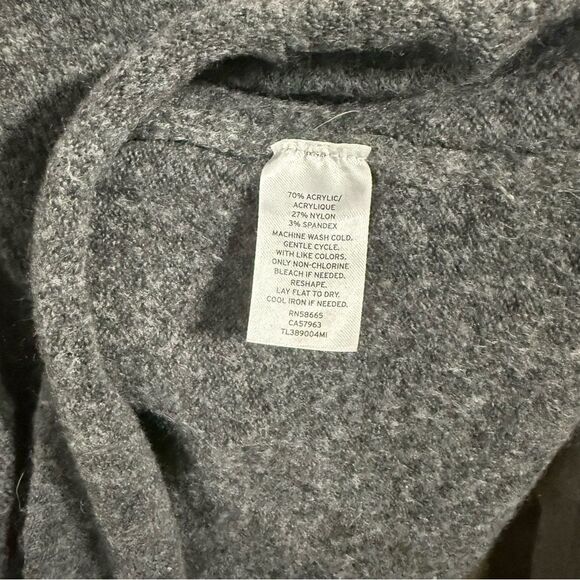 70% ACRYLIC/
ACRYLIQUE
27% NYLON
3% SPANDEX
MACHINE WASH COLD.
GENTLE CYCLE.
WITH LIKE COLORS.
ONLY NON-CHLORINE
BLEACH IF NEEDED.
RESHAPE.
LAY FLAT TO DRY.
COOL IRON IF NEEDED.
RN58665
CA57963
TL389004MI